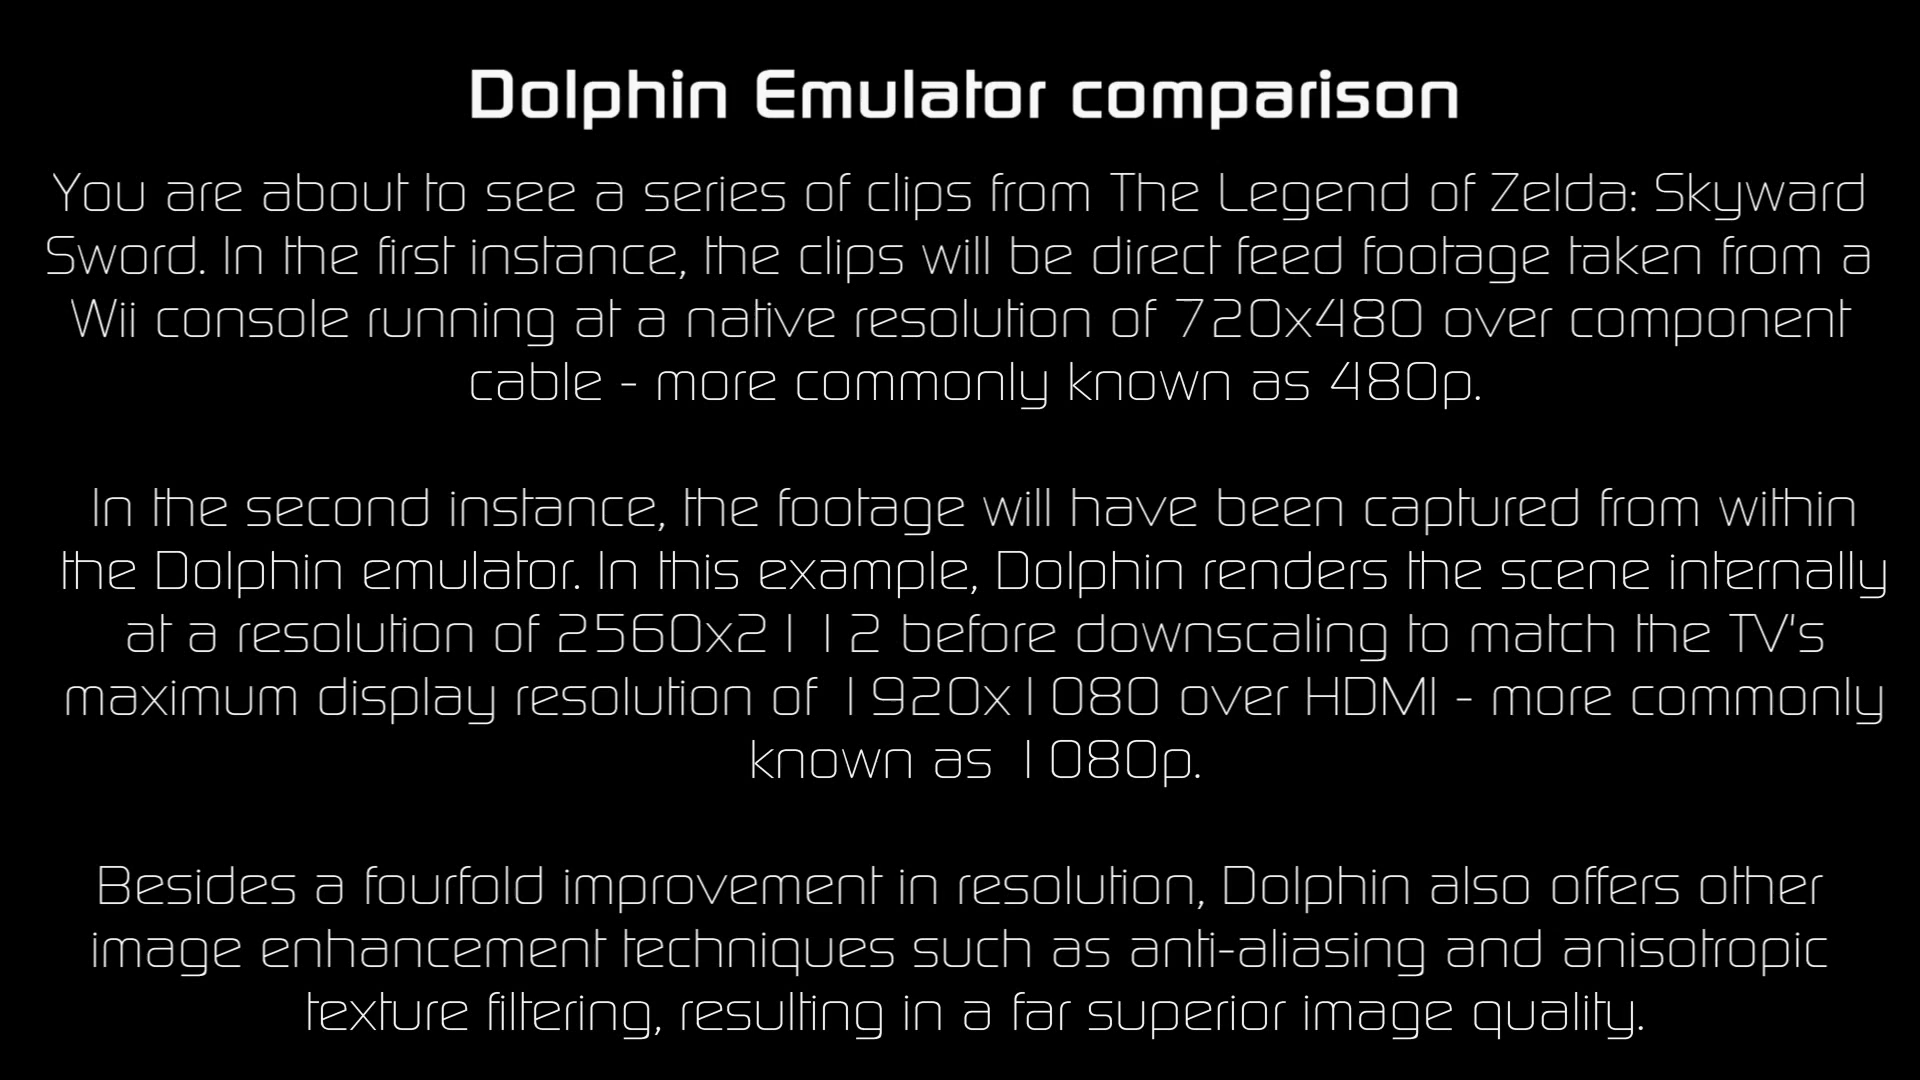 Dolphin Emulator comparison
You are about to see a series of clips from The Legend of Zelda: Skyward
Sword. In the first instance, the clips will be direct feed footage taken from a
Wii console running at a native resolution of 720x480 over component
cable - more commonly known as 480p.
In the second instance, the footage will have been captured from within
the Dolphin emulator. In this example, Dolphin renders the scene internally
at a resolution of 2560x2112 before downscaling to match the TV's
maximum display resolution of 1920x1080 over HDMI - more commonly
known as 1080p.
Besides a fourfold improvement in resolution, Dolphin also offers other
image enhancement techniques such as anti-aliasing and anisotropic
texture filtering, resulting in a far superior image quality.